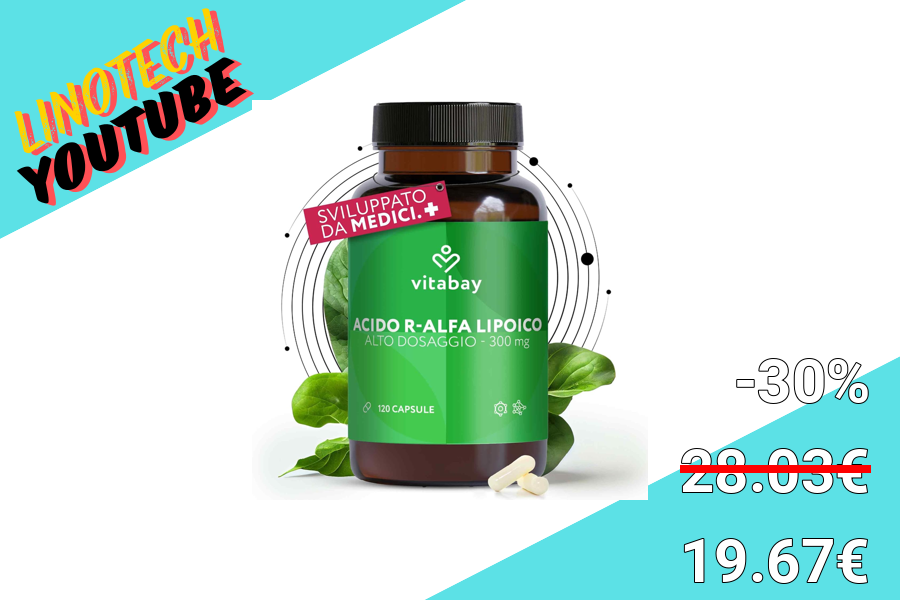 LINOTECH
YOUTUBE
SVILUPPATO
DA MEDICI.
vitabay
ACIDO R-ALFA LIPOICO
ALTO DOSAGGIO - 300 mg
120 CAPSULE
-30%
28.03€
19.67€